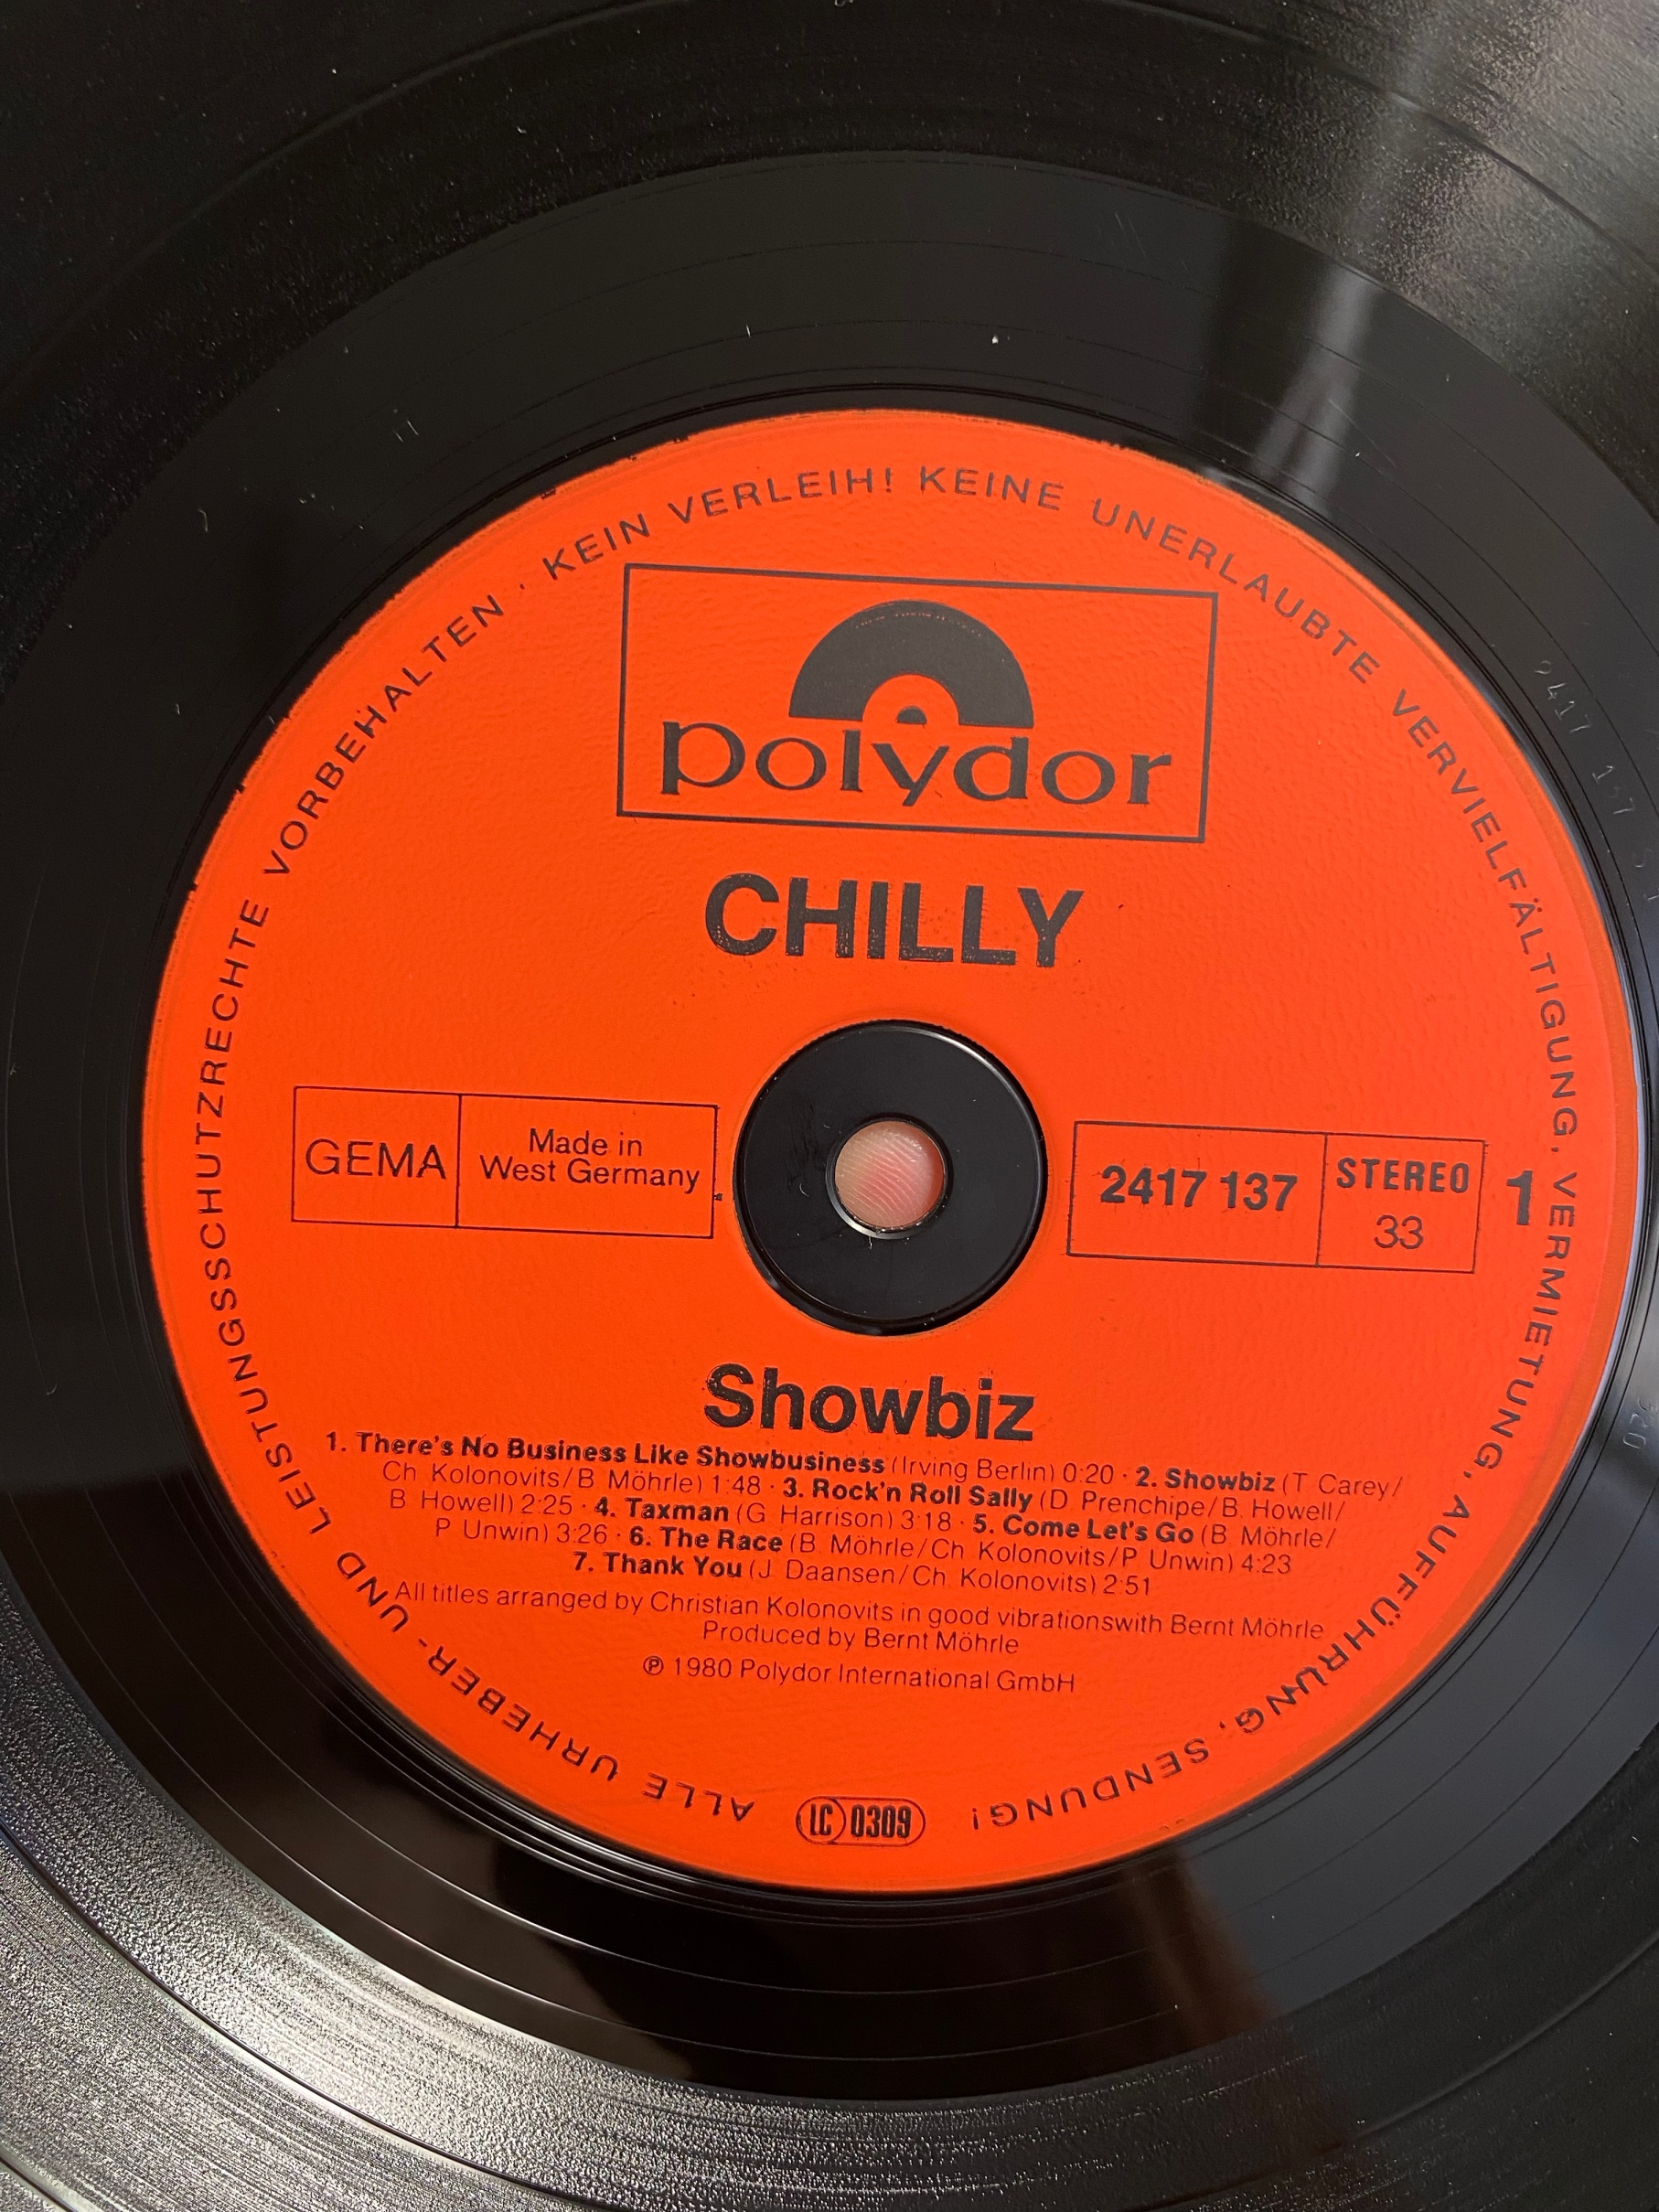 ALLE URHEBER- UND LEISTUNGSSCHUTZRECHTE VORBEHALTEN · KEIN VERLEIH! KEINE UNERLAUBTE VERVIELFÄLTIGUNG, VERMIETUNG, AUFFÜHRUNG, SENDUNG!
polydor
CHILLY
GEMA
Made in
West Germany
2417 137
STEREO
33
1
Showbiz
1. There's No Business Like Showbusiness (Irving Berlin) 0:20 · 2. Showbiz (T. Carey/
Ch. Kolonovits/B. Möhrle) 1:48 · 3. Rock'n Roll Sally (D. Prenchipe/B. Howell/
B. Howell) 2:25 · 4. Taxman (G. Harrison) 3:18 · 5. Come Let's Go (B. Möhrle/
P. Unwin) 3:26 · 6. The Race (B. Möhrle/Ch. Kolonovits/P. Unwin) 4:23
7. Thank You (J. Daansen/Ch. Kolonovits) 2:51
All titles arranged by Christian Kolonovits in good vibrationswith Bernt Möhrle
Produced by Bernt Möhrle
℗ 1980 Polydor International GmbH
LC 0309
2417 137
320